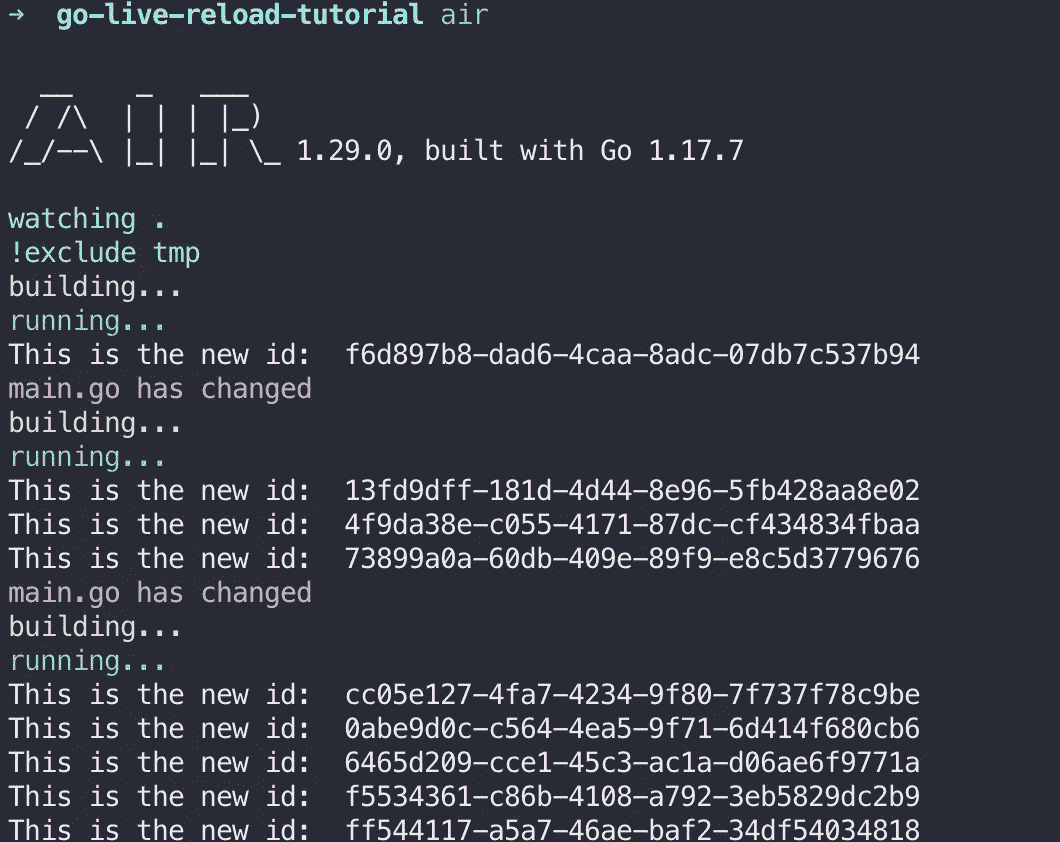 →  go-live-reload-tutorial air
  __    _   ___
 / /\  | | | |_)
/_/--\ |_| |_| \_ 1.29.0, built with Go 1.17.7
watching .
!exclude tmp
building...
running...
This is the new id:  f6d897b8-dad6-4caa-8adc-07db7c537b94
main.go has changed
building...
running...
This is the new id:  13fd9dff-181d-4d44-8e96-5fb428aa8e02
This is the new id:  4f9da38e-c055-4171-87dc-cf434834fbaa
This is the new id:  73899a0a-60db-409e-89f9-e8c5d3779676
main.go has changed
building...
running...
This is the new id:  cc05e127-4fa7-4234-9f80-7f737f78c9be
This is the new id:  0abe9d0c-c564-4ea5-9f71-6d414f680cb6
This is the new id:  6465d209-cce1-45c3-ac1a-d06ae6f9771a
This is the new id:  f5534361-c86b-4108-a792-3eb5829dc2b9
This is the new id:  ff544117-a5a7-46ae-baf2-34df54034818